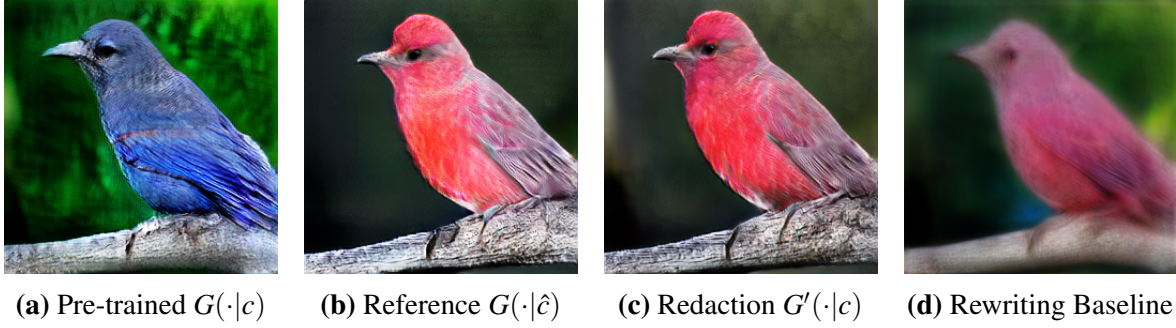 (a) Pre-trained G(·|c)
(b) Reference G(·|ĉ)
(c) Redaction G′(·|c)
(d) Rewriting Baseline